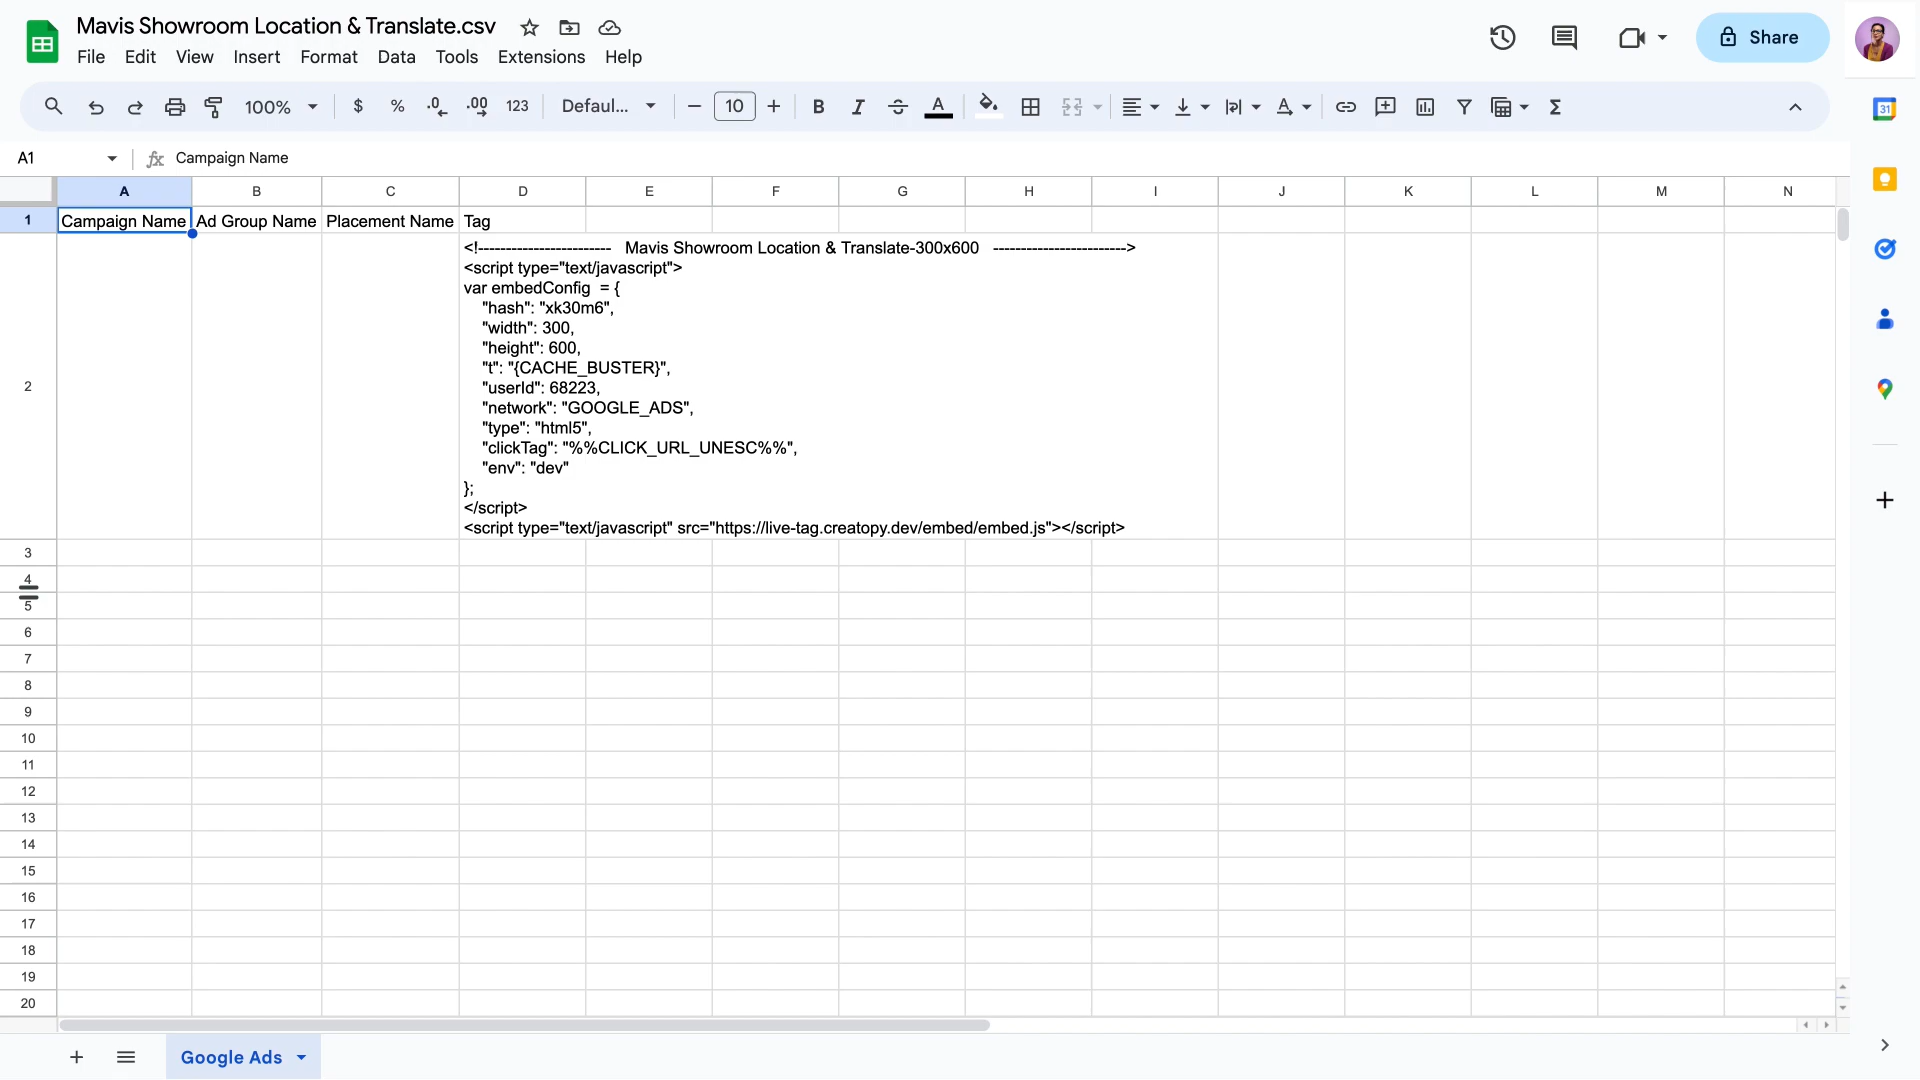 Mavis Showroom Location & Translate.csv
File Edit View Insert Format Data Tools Extensions Help
Share
100% $ % .0 .00 123 Defaul... 10 B I S A
31
A1 fx Campaign Name
A B C D E F G H I J K L M N
1 Campaign Name Ad Group Name Placement Name Tag
<!------------------------ Mavis Showroom Location & Translate-300x600 ------------------------>
<script type="text/javascript">
var embedConfig = {
"hash": "xk30m6",
"width": 300,
"height": 600,
"t": "{CACHE_BUSTER}",
2 "userId": 68223,
"network": "GOOGLE_ADS",
"type": "html5",
"clickTag": "%%CLICK_URL_UNESC%%",
"env": "dev"
};
</script>
<script type="text/javascript" src="https://live-tag.creatopy.dev/embed/embed.js"></script>
3
4
5
6
7
8
9
10
11
12
13
14
15
16
17
18
19
20
Google Ads